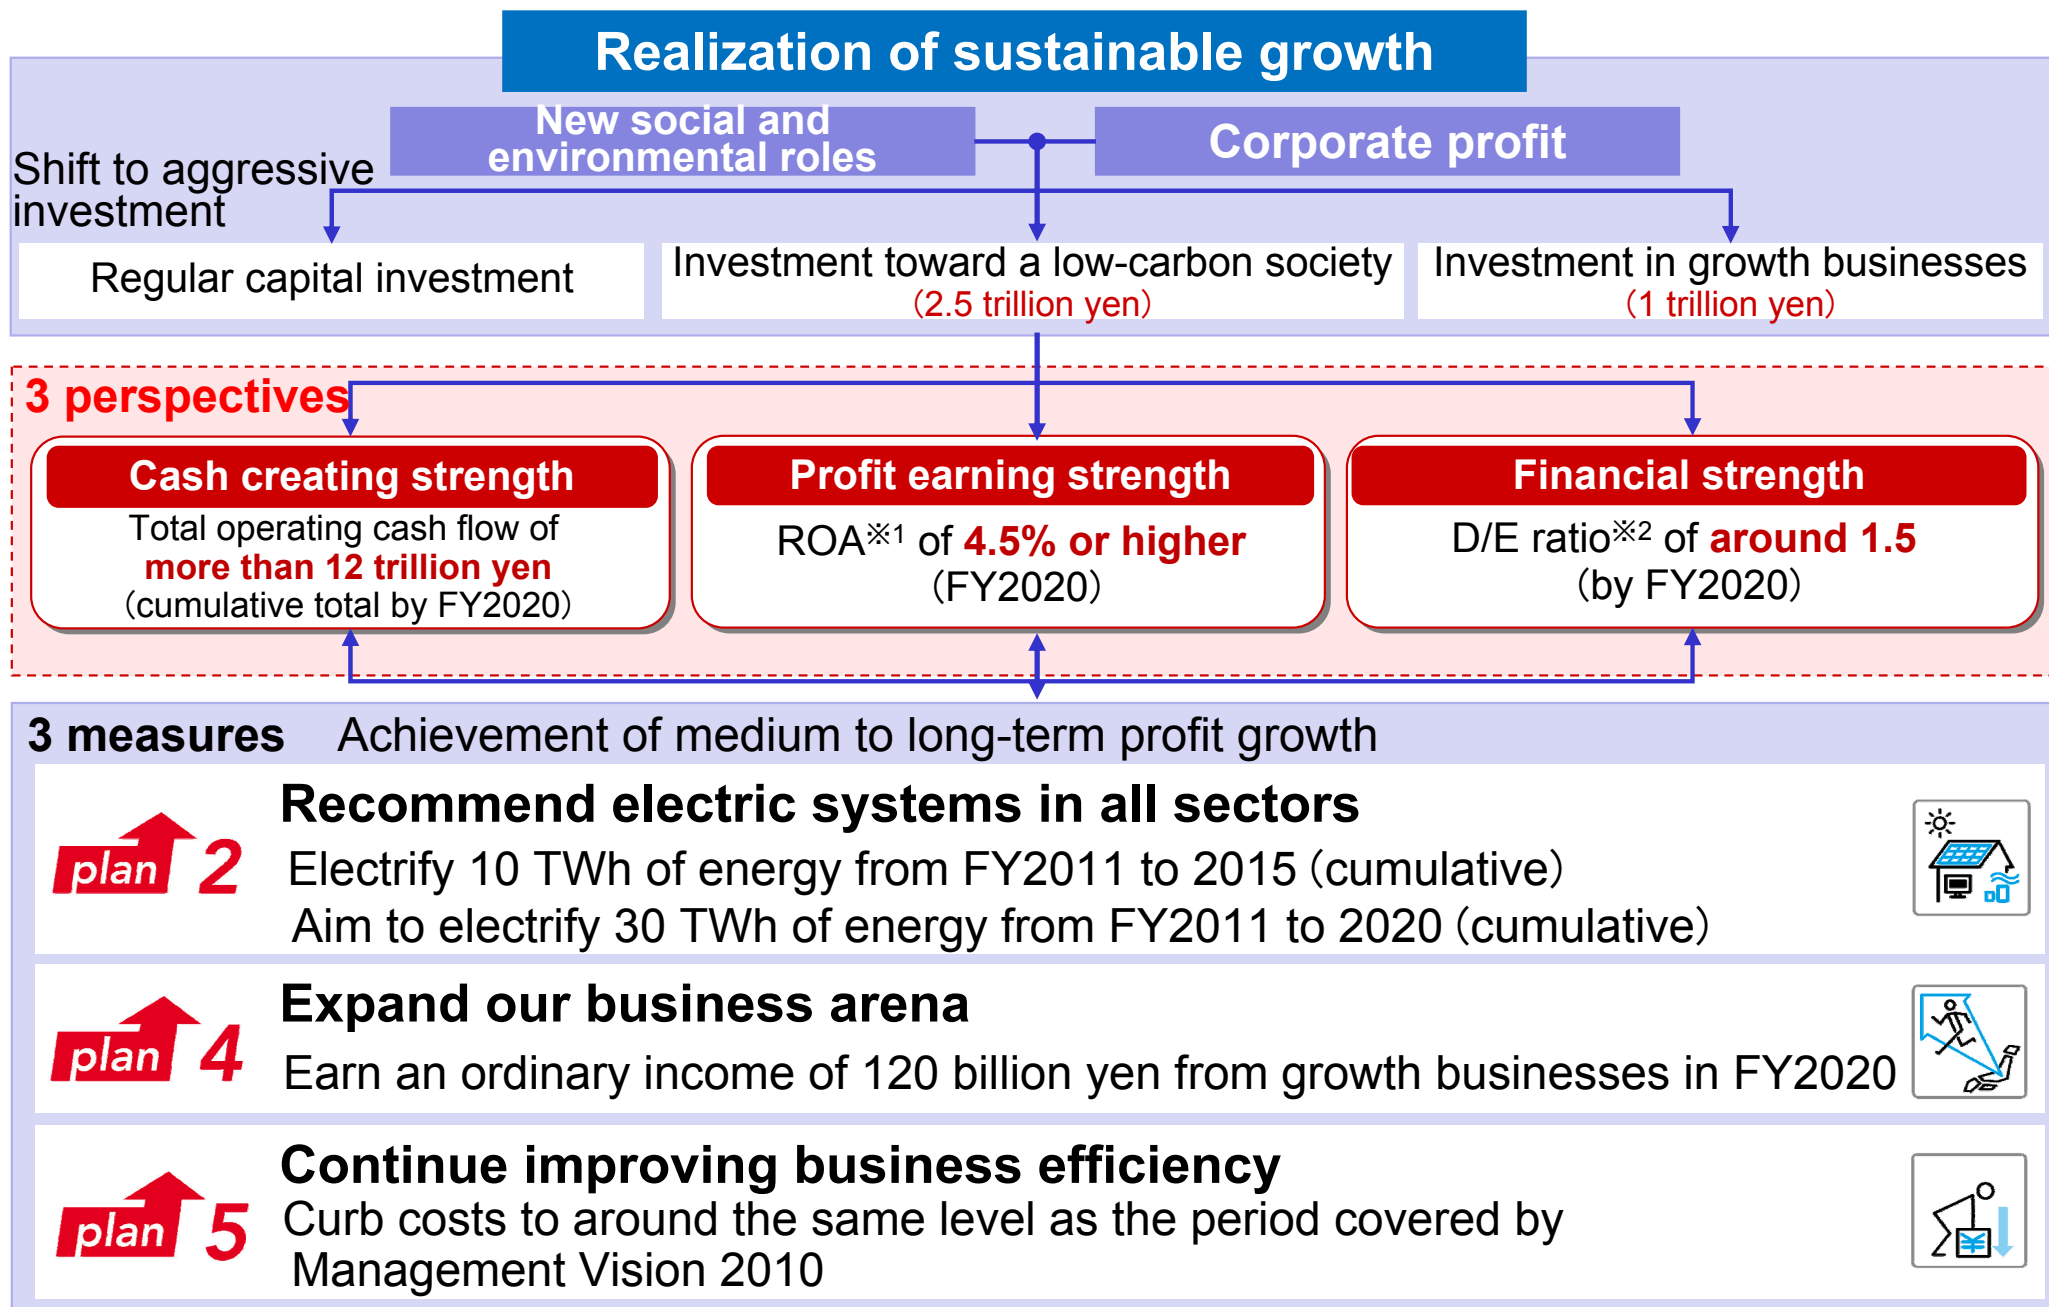 Realization of sustainable growth
New social and
environmental roles
Corporate profit
Shift to aggressive
investment
Regular capital investment
Investment toward a low-carbon society
（2.5 trillion yen）
Investment in growth businesses
（1 trillion yen）
3 perspectives
Cash creating strength
Total operating cash flow of
more than 12 trillion yen
（cumulative total by FY2020）
Profit earning strength
ROA※1 of 4.5% or higher
（FY2020）
Financial strength
D/E ratio※2 of around 1.5
（by FY2020）
3 measures Achievement of medium to long-term profit growth
plan 2
Recommend electric systems in all sectors
Electrify 10 TWh of energy from FY2011 to 2015（cumulative）
Aim to electrify 30 TWh of energy from FY2011 to 2020（cumulative）
plan 4
Expand our business arena
Earn an ordinary income of 120 billion yen from growth businesses in FY2020
plan 5
Continue improving business efficiency
Curb costs to around the same level as the period covered by
Management Vision 2010
¥